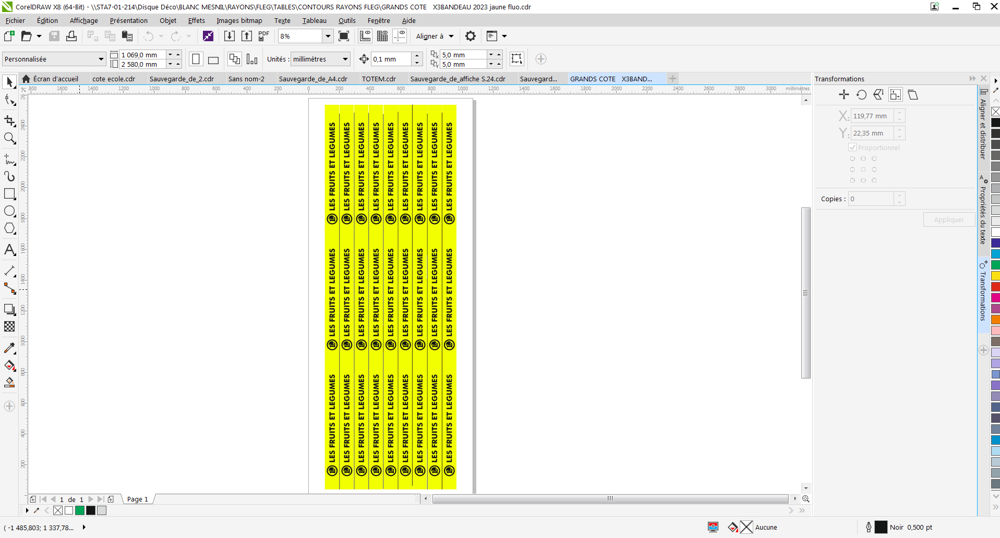 CorelDRAW X8 (64-Bit) - \\STA7-01-214\Disque Déco\BLANC MESNIL\RAYONS\FLEG\TABLES\CONTOURS RAYONS FLEG\GRANDS COTE   X3BANDEAU 2023 jaune fluo.cdr
Fichier Édition Affichage Présentation Objet Effets Images bitmap Texte Tableau Outils Fenêtre Aide
PDF 8% Aligner à
Personnalisée 1 069,0 mm 2 580,0 mm Unités : millimètres 0,1 mm 5,0 mm 5,0 mm
Écran d'accueil cote ecole.cdr Sauvegarde_de_2.cdr Sans nom-2 Sauvegarde_de_A4.cdr TOTEM.cdr Sauvegarde_de_affiche S.24.cdr Sauvegard... GRANDS COTE   X3BAND...
1800 1600 1400 1200 1000 800 600 400 200 0 200 400 600 800 1000 1200 1400 1600 1800 2000 2200 2400 2600 2800 3000 millimètres
2400
2200
2000
1800
1600
1400
1200
1000
800
600
400
200
LES FRUITS ET LEGUMES LES FRUITS ET LEGUMES LES FRUITS ET LEGUMES LES FRUITS ET LEGUMES LES FRUITS ET LEGUMES LES FRUITS ET LEGUMES LES FRUITS ET LEGUMES LES FRUITS ET LEGUMES LES FRUITS ET LEGUMES
LES FRUITS ET LEGUMES LES FRUITS ET LEGUMES LES FRUITS ET LEGUMES LES FRUITS ET LEGUMES LES FRUITS ET LEGUMES LES FRUITS ET LEGUMES LES FRUITS ET LEGUMES LES FRUITS ET LEGUMES LES FRUITS ET LEGUMES
LES FRUITS ET LEGUMES LES FRUITS ET LEGUMES LES FRUITS ET LEGUMES LES FRUITS ET LEGUMES LES FRUITS ET LEGUMES LES FRUITS ET LEGUMES LES FRUITS ET LEGUMES LES FRUITS ET LEGUMES LES FRUITS ET LEGUMES
Transformations
X: 119,77 mm
Y: 22,35 mm
Proportionnel
Copies : 0
Appliquer
Aligner et distribuer
Propriétés du texte
Transformations
1 de 1 Page 1
( -1 485,803; 1 337,78... Aucune Noir 0,500 pt